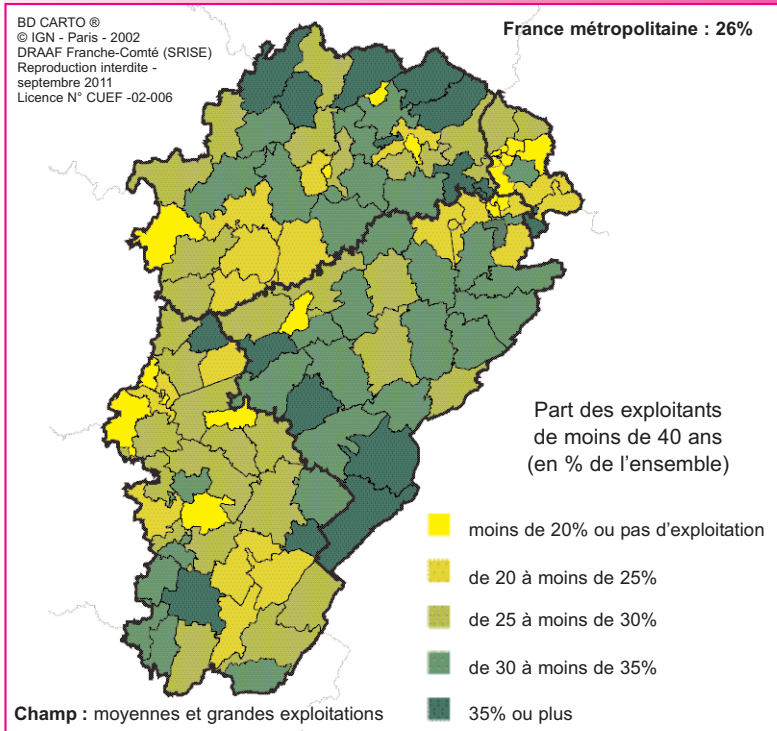 BD CARTO ®
© IGN - Paris - 2002
DRAAF Franche-Comté (SRISE)
Reproduction interdite -
septembre 2011
Licence N° CUEF -02-006
France métropolitaine : 26%
Part des exploitants
de moins de 40 ans
(en % de l’ensemble)
moins de 20% ou pas d’exploitation
de 20 à moins de 25%
de 25 à moins de 30%
de 30 à moins de 35%
35% ou plus
Champ : moyennes et grandes exploitations